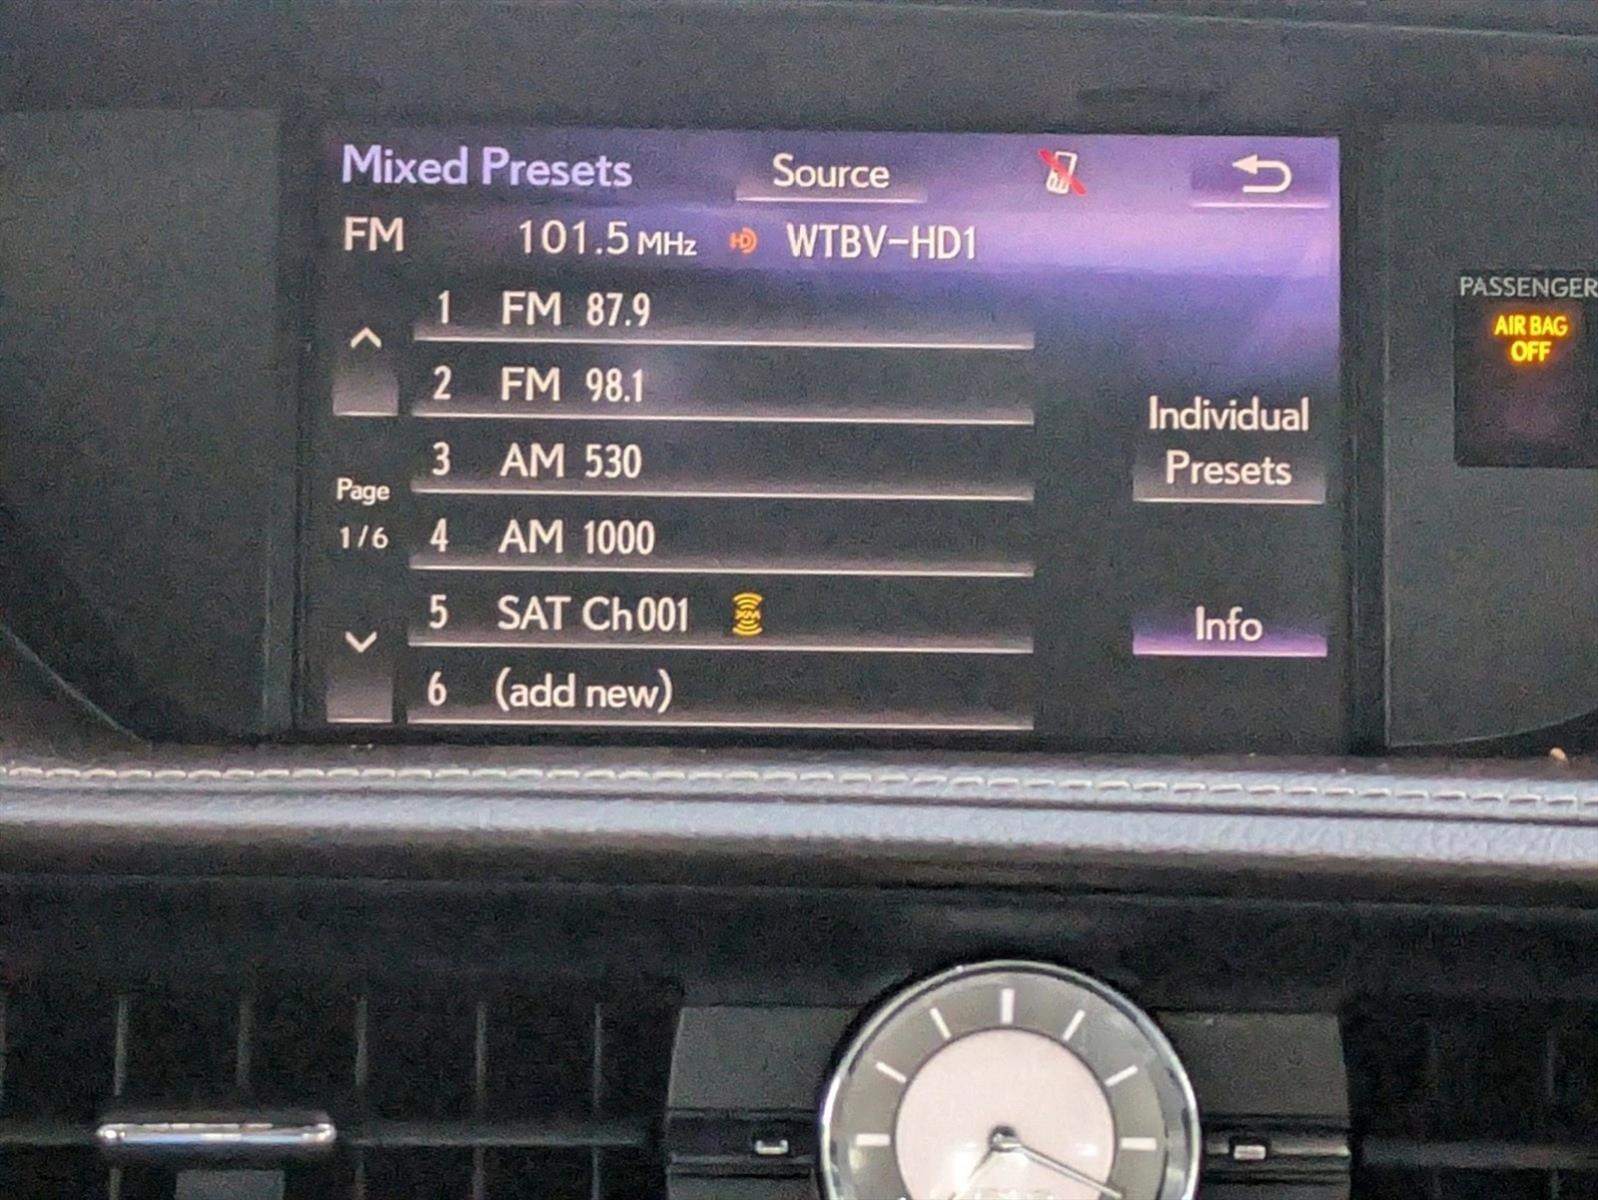 Mixed Presets Source
FM 101.5 MHz HD WTBV-HD1
1 FM 87.9
2 FM 98.1
3 AM 530
4 AM 1000
5 SAT Ch001
6 (add new)
Page
1/6
Individual
Presets
Info
PASSENGER
AIR BAG
OFF